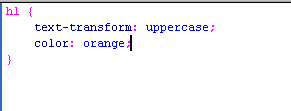 h1 {
text-transform: uppercase;
color: orange;
}